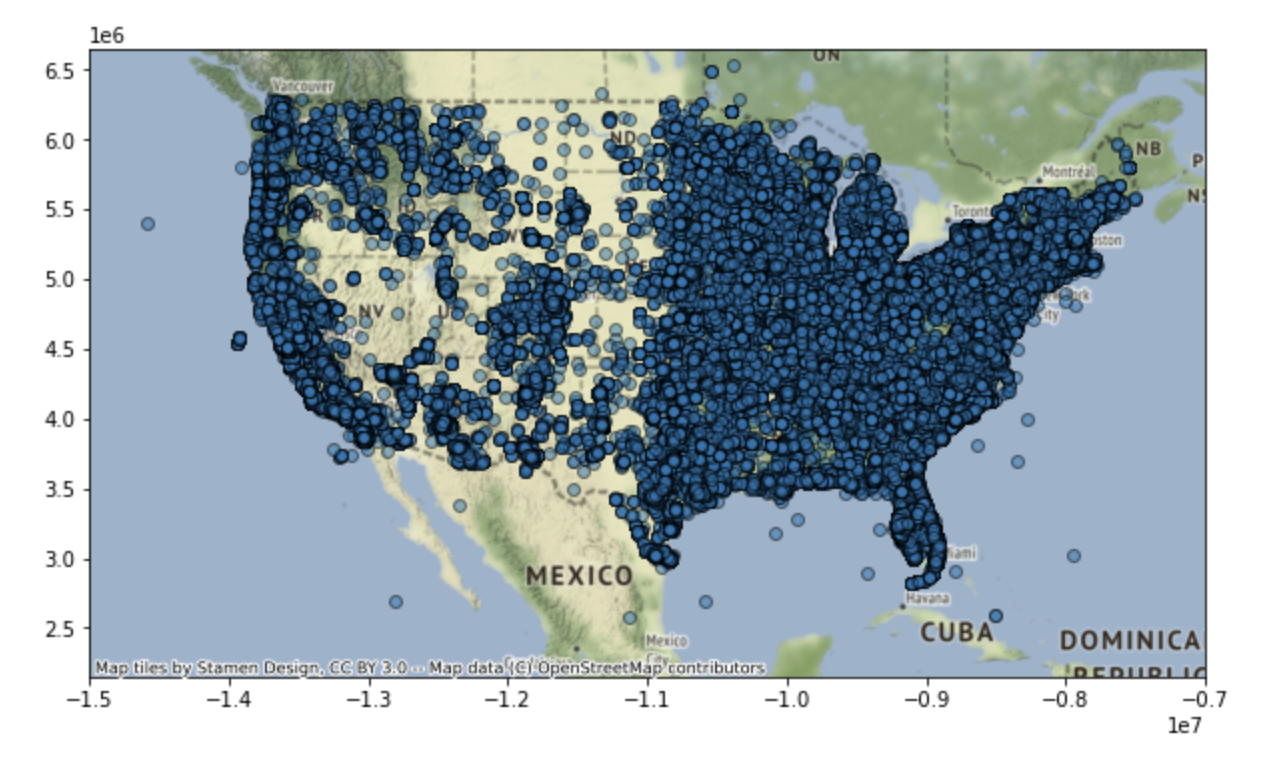 1e6
6.5
6.0
5.5
5.0
4.5
4.0
3.5
3.0
2.5
ON
Vancouver
ND
NB
Montréal
NV
MEXICO
Havana
CUBA
Mexico
City
DOMINICA
REPUBLIC
Map tiles by Stamen Design, CC BY 3.0 -- Map data (C) OpenStreetMap contributors
−1.5 −1.4 −1.3 −1.2 −1.1 −1.0 −0.9 −0.8 −0.7
1e7